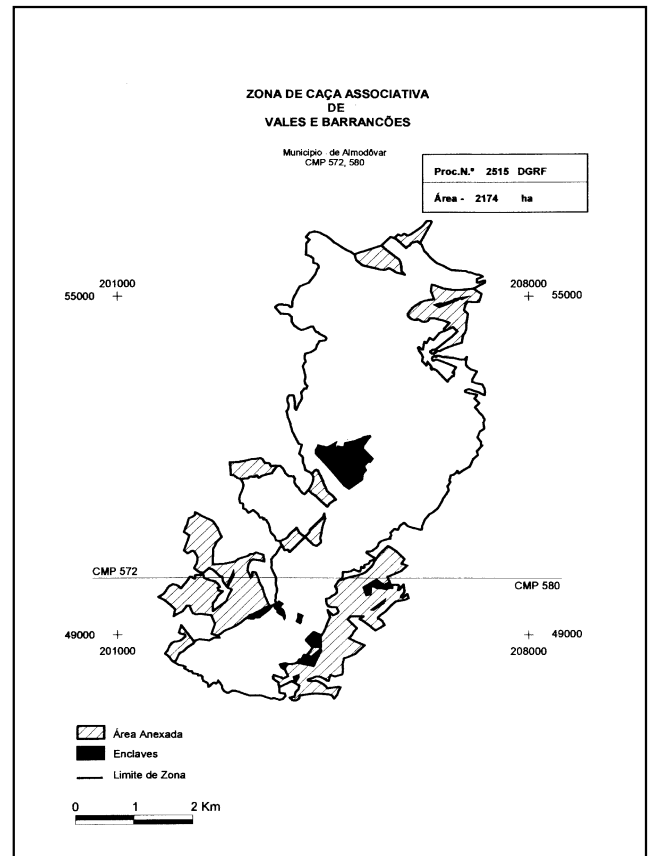 ZONA DE CAÇA ASSOCIATIVA
DE
VALES E BARRANCÕES
Municipio de Almodôvar
CMP 572, 580
Proc.N.º 2515 DGRF
Área - 2174 ha
201000
55000
208000
55000
CMP 572
CMP 580
49000
201000
49000
208000
Área Anexada
Enclaves
Limite de Zona
0 1 2 Km